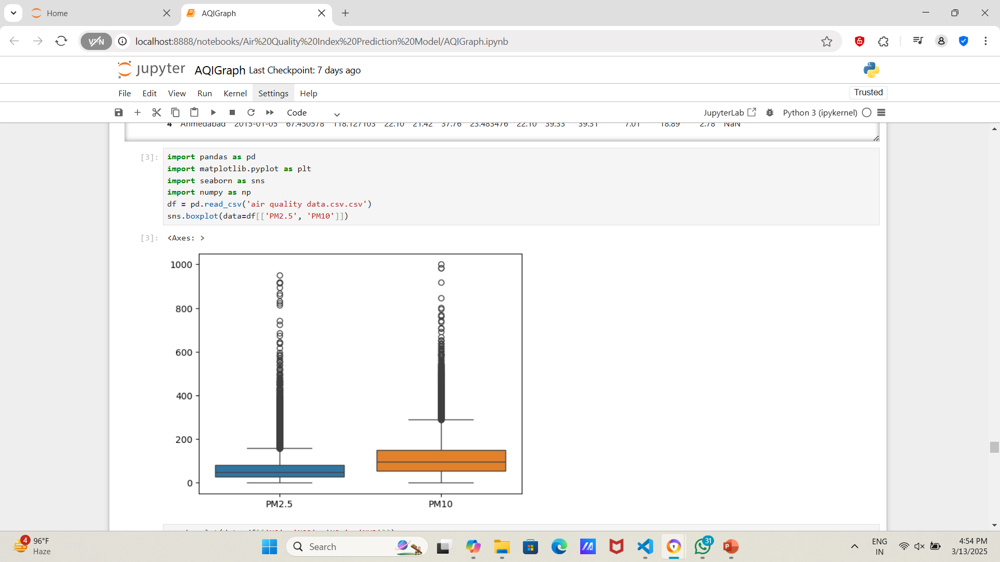 Home
AQIGraph
VPN
localhost:8888/notebooks/Air%20Quality%20Index%20Prediction%20Model/AQIGraph.ipynb
jupyter AQIGraph Last Checkpoint: 7 days ago
File Edit View Run Kernel Settings Help
Trusted
Code
JupyterLab
Python 3 (ipykernel)
4 Ahmedabad 2015-01-05 67.450578 118.127103 22.10 21.42 37.76 23.483476 22.10 39.33 39.31 7.01 18.89 2.78 NaN
[3]:
import pandas as pd
import matplotlib.pyplot as plt
import seaborn as sns
import numpy as np
df = pd.read_csv('air quality data.csv.csv')
sns.boxplot(data=df[['PM2.5', 'PM10']])
[3]: <Axes: >
1000
800
600
400
200
0
PM2.5 PM10
4
96°F
Haze
Search
31
ENG
IN
4:54 PM
3/13/2025